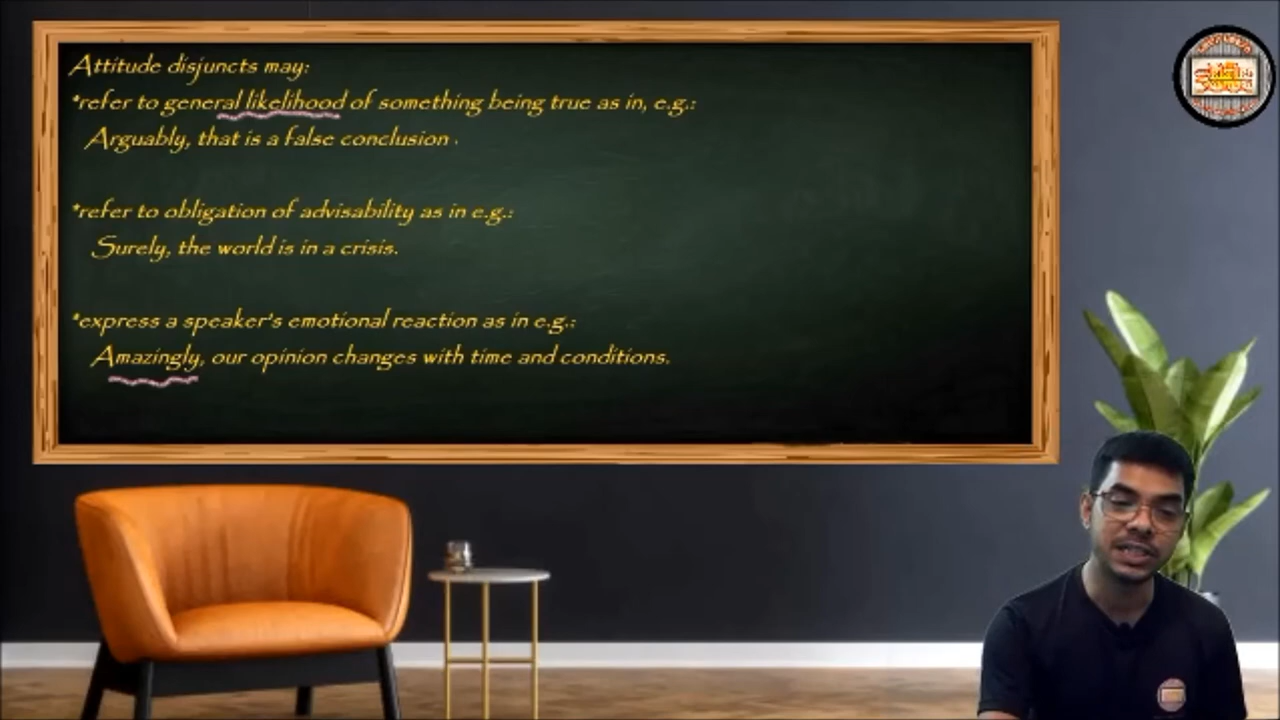 Attitude disjuncts may:
*refer to general likelihood of something being true as in, e.g.:
Arguably, that is a false conclusion .
*refer to obligation of advisability as in e.g.:
Surely, the world is in a crisis.
*express a speaker's emotional reaction as in e.g.:
Amazingly, our opinion changes with time and conditions.